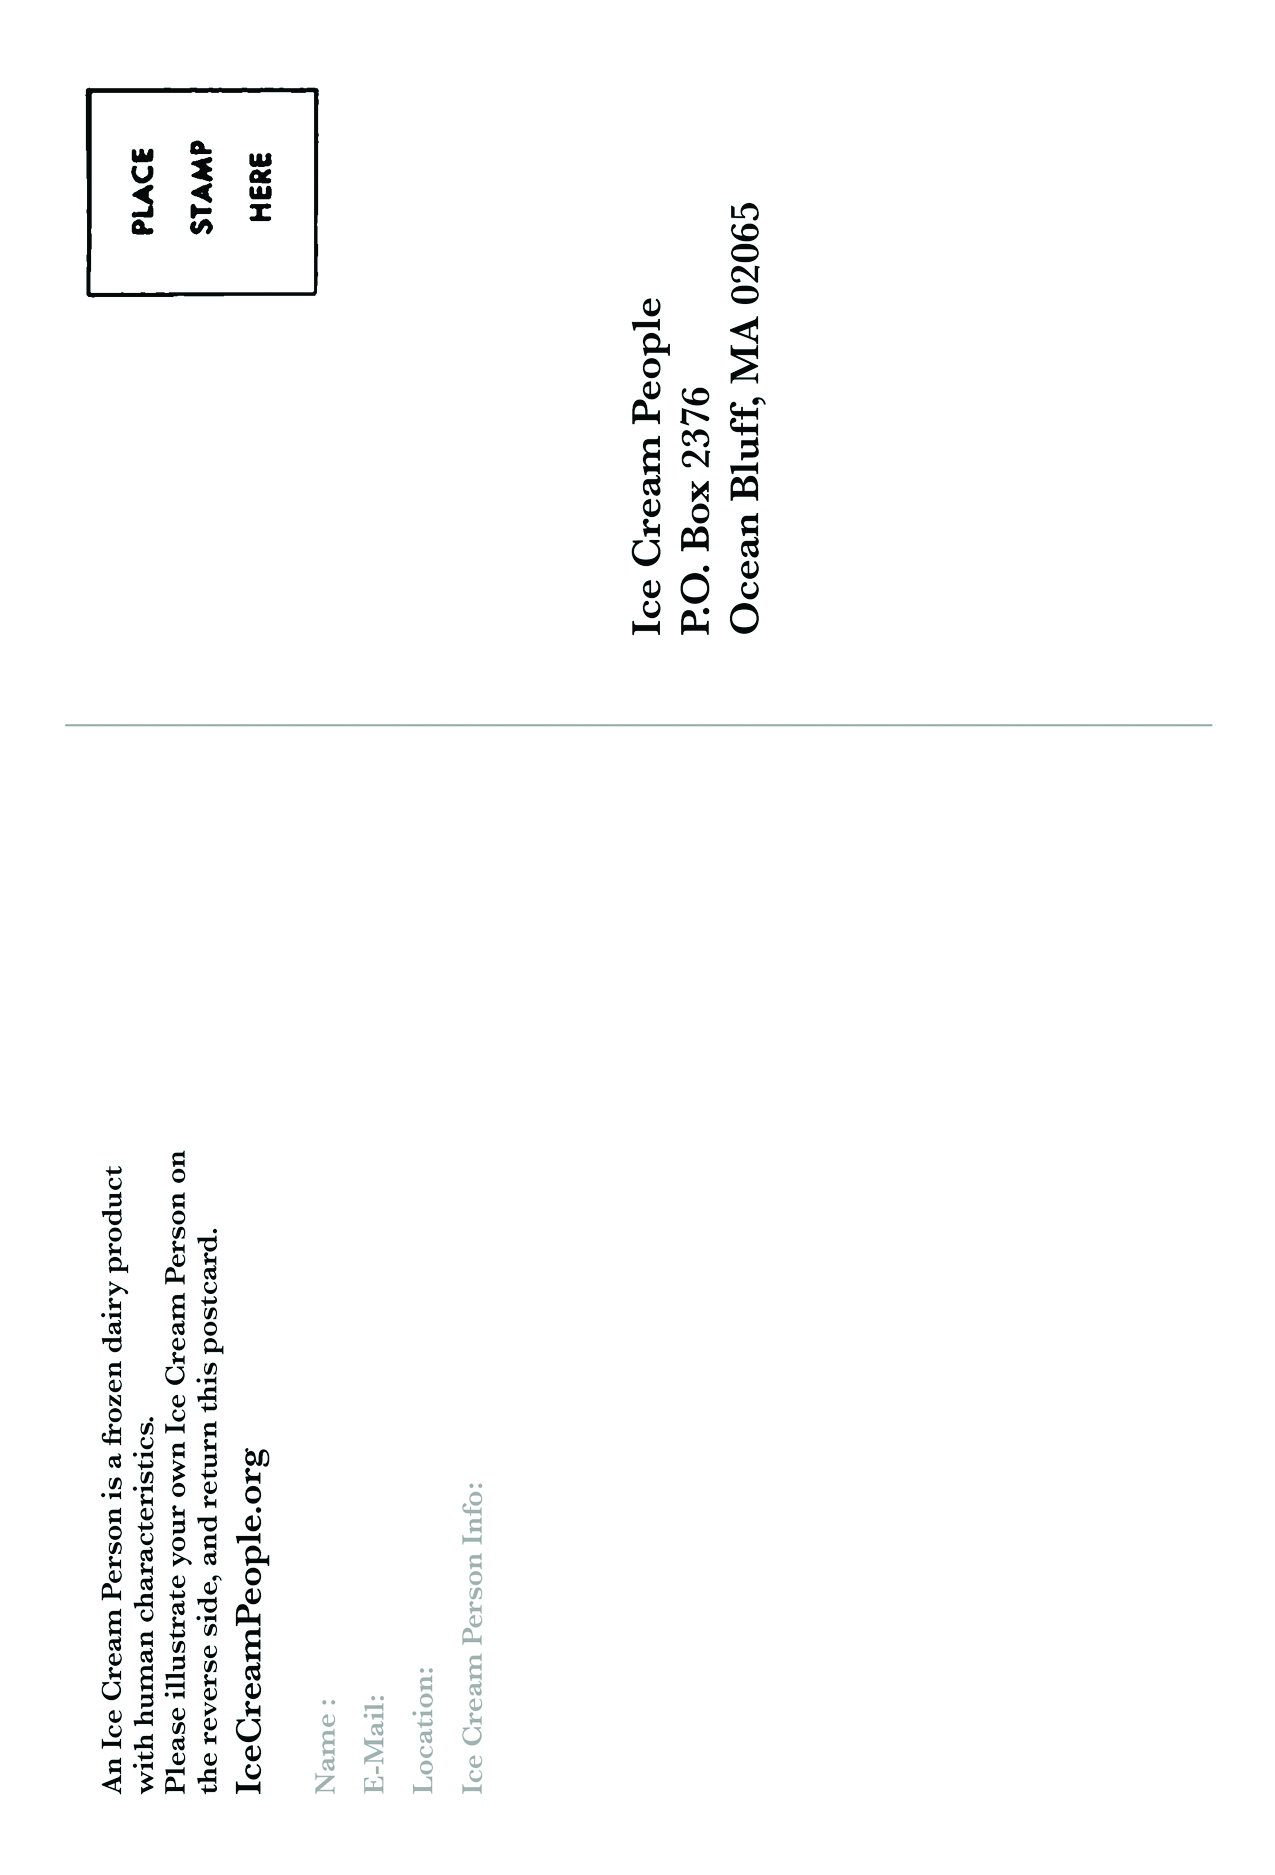 An Ice Cream Person is a frozen dairy product
with human characteristics.
Please illustrate your own Ice Cream Person on
the reverse side, and return this postcard.
IceCreamPeople.org
Name :
E-Mail:
Location:
Ice Cream Person Info:
PLACE
STAMP
HERE
Ice Cream People
P.O. Box 2376
Ocean Bluff, MA 02065